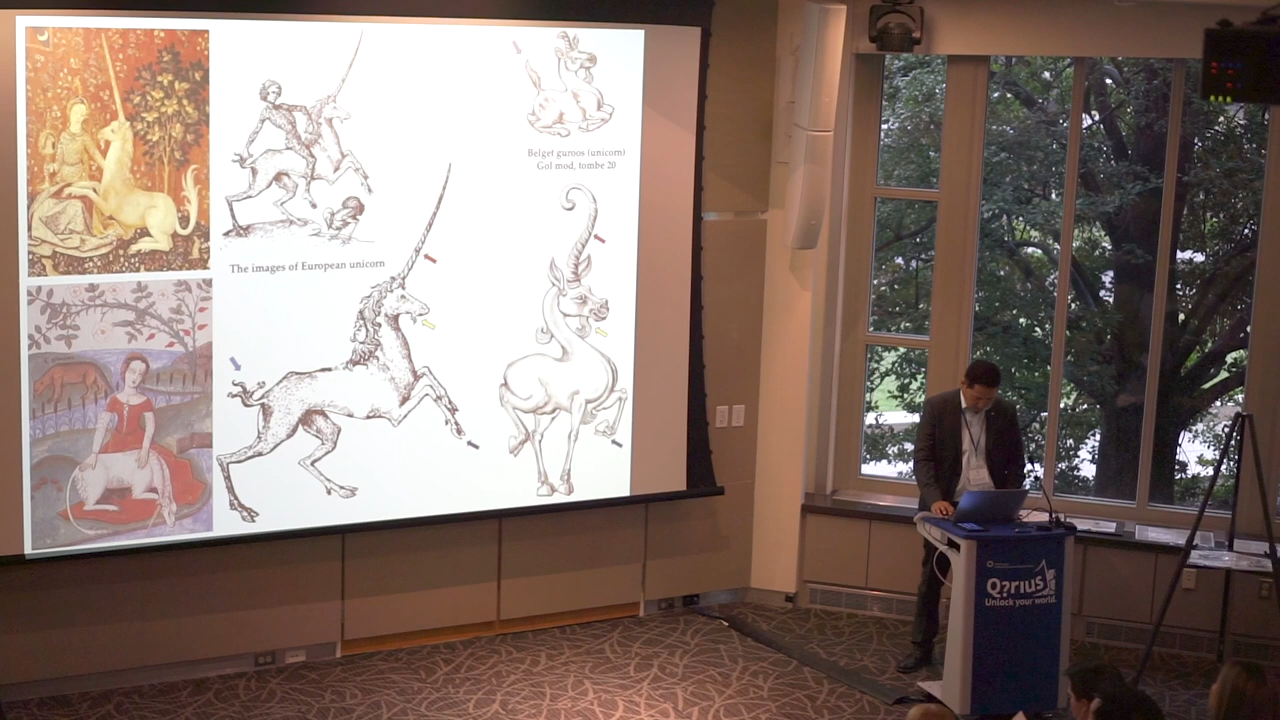 The images of European unicorn
Belget guroos (unicorn)
Gol mod, tombe 20
Q?rius
Unlock your world.